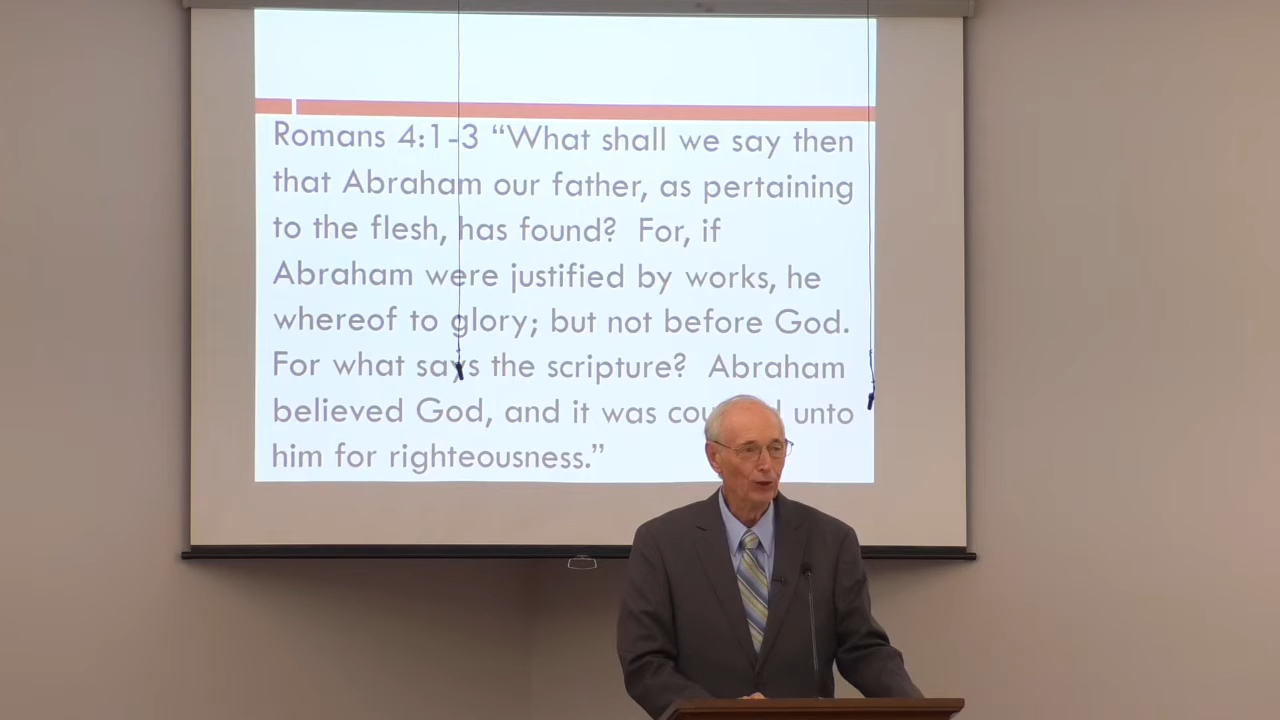 Romans 4:1-3 “What shall we say then
that Abraham our father, as pertaining
to the flesh, has found?  For, if
Abraham were justified by works, he
whereof to glory; but not before God.
For what says the scripture?  Abraham
believed God, and it was unto
him for righteousness.”